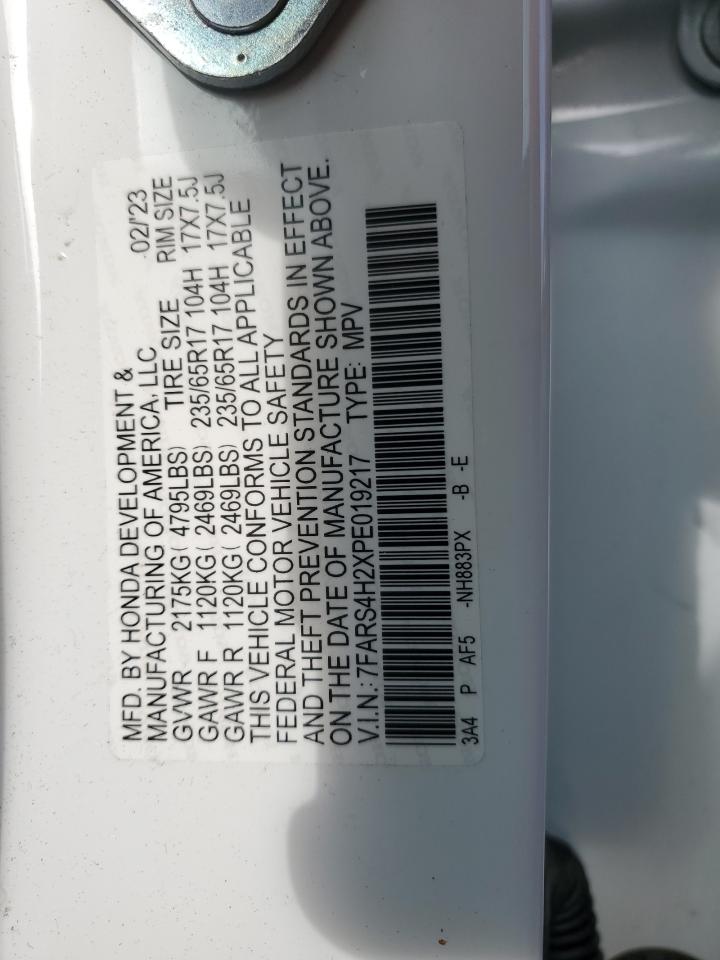 MFD. BY HONDA DEVELOPMENT & 02/'23
MANUFACTURING OF AMERICA, LLC
GVWR 2175KG( 4795LBS) TIRE SIZE RIM SIZE
GAWR F 1120KG( 2469LBS) 235/65R17 104H 17X7.5J
GAWR R 1120KG( 2469LBS) 235/65R17 104H 17X7.5J
THIS VEHICLE CONFORMS TO ALL APPLICABLE
FEDERAL MOTOR VEHICLE SAFETY
AND THEFT PREVENTION STANDARDS IN EFFECT
ON THE DATE OF MANUFACTURE SHOWN ABOVE.
V.I.N.: 7FARS4H2XPE019217 TYPE: MPV
3A4 P AF5 -NH883PX -B -E